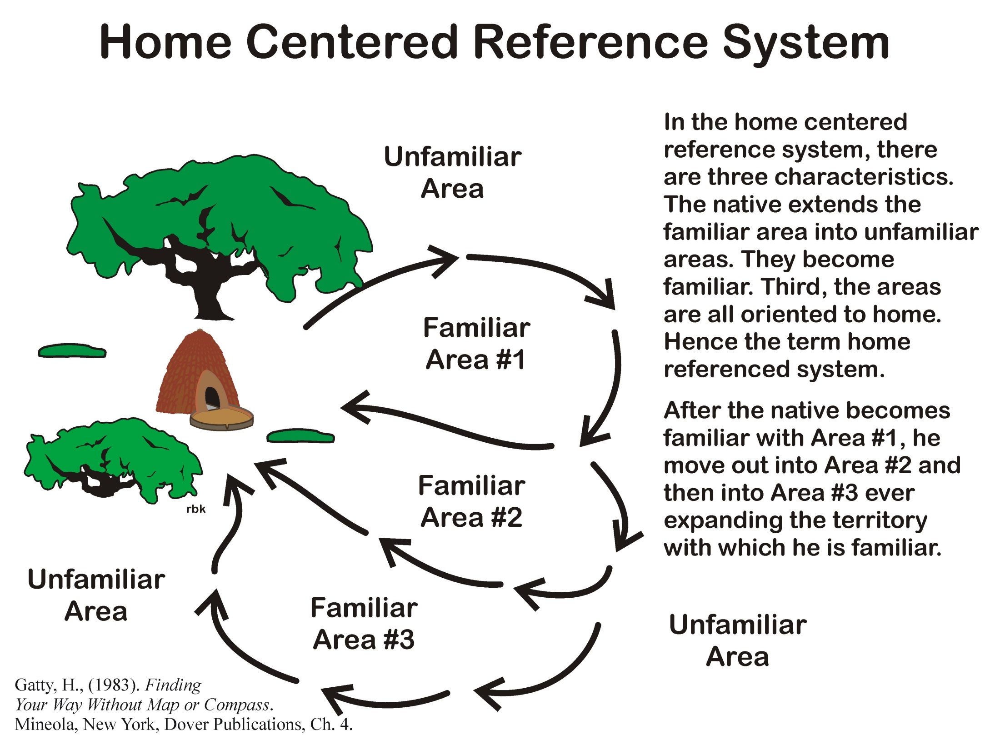 Home Centered Reference System
Unfamiliar
Area
Familiar
Area #1
Familiar
Area #2
Familiar
Area #3
Unfamiliar
Area
Unfamiliar
Area
rbk
In the home centered
reference system, there
are three characteristics.
The native extends the
familiar area into unfamiliar
areas. They become
familiar. Third, the areas
are all oriented to home.
Hence the term home
referenced system.
After the native becomes
familiar with Area #1, he
move out into Area #2 and
then into Area #3 ever
expanding the territory
with which he is familiar.
Gatty, H., (1983). Finding
Your Way Without Map or Compass.
Mineola, New York, Dover Publications, Ch. 4.